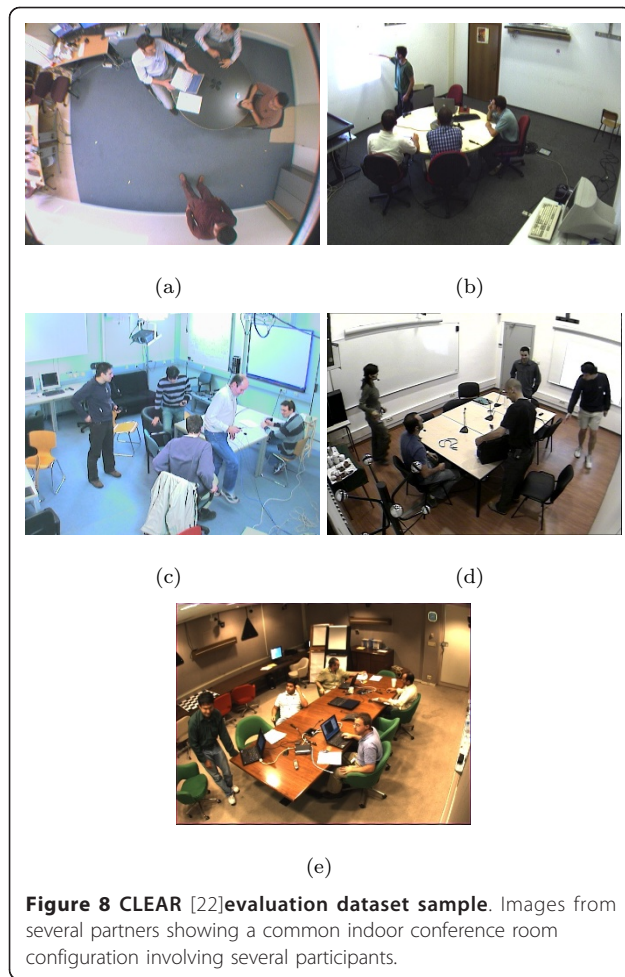 (a)
(b)
(c)
(d)
(e)
Figure 8 CLEAR [22]evaluation dataset sample. Images from
several partners showing a common indoor conference room
configuration involving several participants.